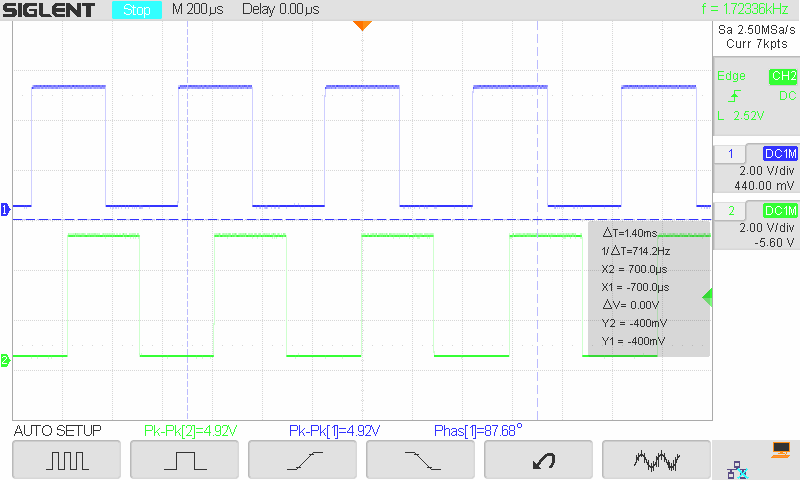 SIGLENT Stop M 200µs Delay 0.00µs f = 1.72336kHz
Sa 2.50MSa/s
Curr 7kpts
Edge CH2
DC
L 2.52V
1 DC1M
2.00 V/div
440.00 mV
2 DC1M
2.00 V/div
-5.60 V
1
2
△T=1.40ms
1/△T=714.2Hz
X2 = 700.0µs
X1 = -700.0µs
△V= 0.00V
Y2 = -400mV
Y1 = -400mV
AUTO SETUP Pk-Pk[2]=4.92V Pk-Pk[1]=4.92V Phas[1]=87.68°